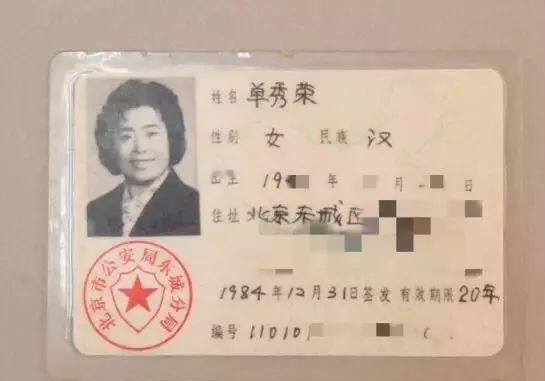 姓名 单秀荣
性别 女 民族 汉
出生 19 年 月 日
住址 北京东城区
1984年12月31日签发 有效期限20年
编号 11010
北京市公安局东城分局